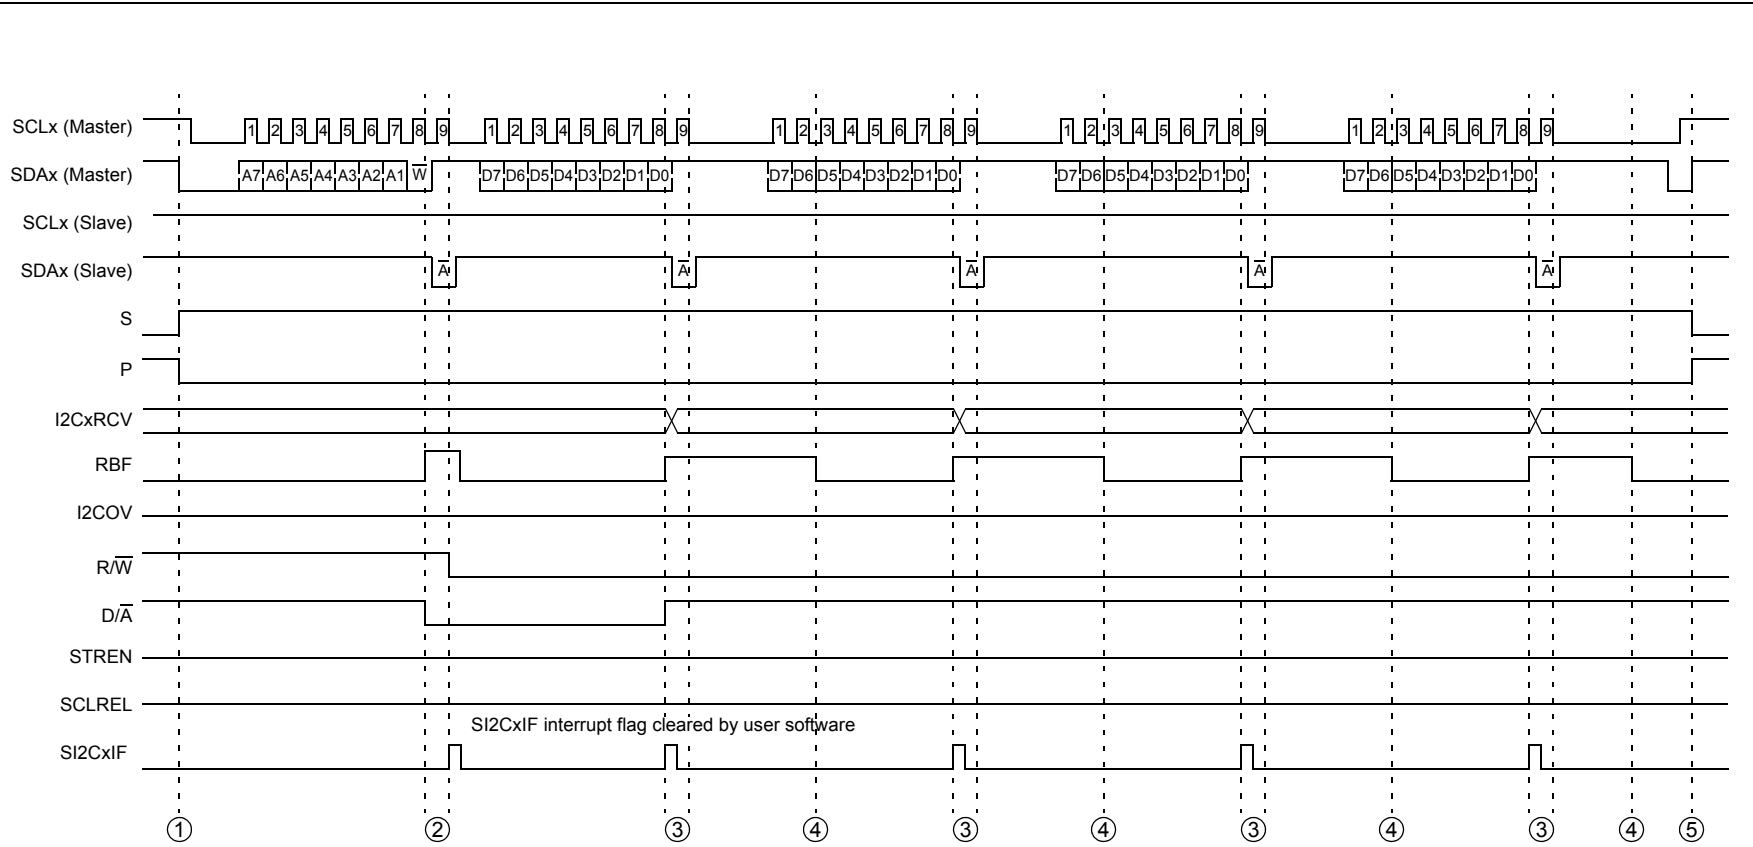 SCLx (Master) 1 2 3 4 5 6 7 8 9 1 2 3 4 5 6 7 8 9 1 2 3 4 5 6 7 8 9 1 2 3 4 5 6 7 8 9 1 2 3 4 5 6 7 8 9
SDAx (Master) A7 A6 A5 A4 A3 A2 A1 W̅ D7 D6 D5 D4 D3 D2 D1 D0 D7 D6 D5 D4 D3 D2 D1 D0 D7 D6 D5 D4 D3 D2 D1 D0 D7 D6 D5 D4 D3 D2 D1 D0
SCLx (Slave)
SDAx (Slave) A̅ A̅ A̅ A̅ A̅
S
P
I2CxRCV
RBF
I2COV
R/W̅
D/A̅
STREN
SCLREL
SI2CxIF interrupt flag cleared by user software
SI2CxIF
① ② ③ ④ ③ ④ ③ ④ ③ ④ ⑤